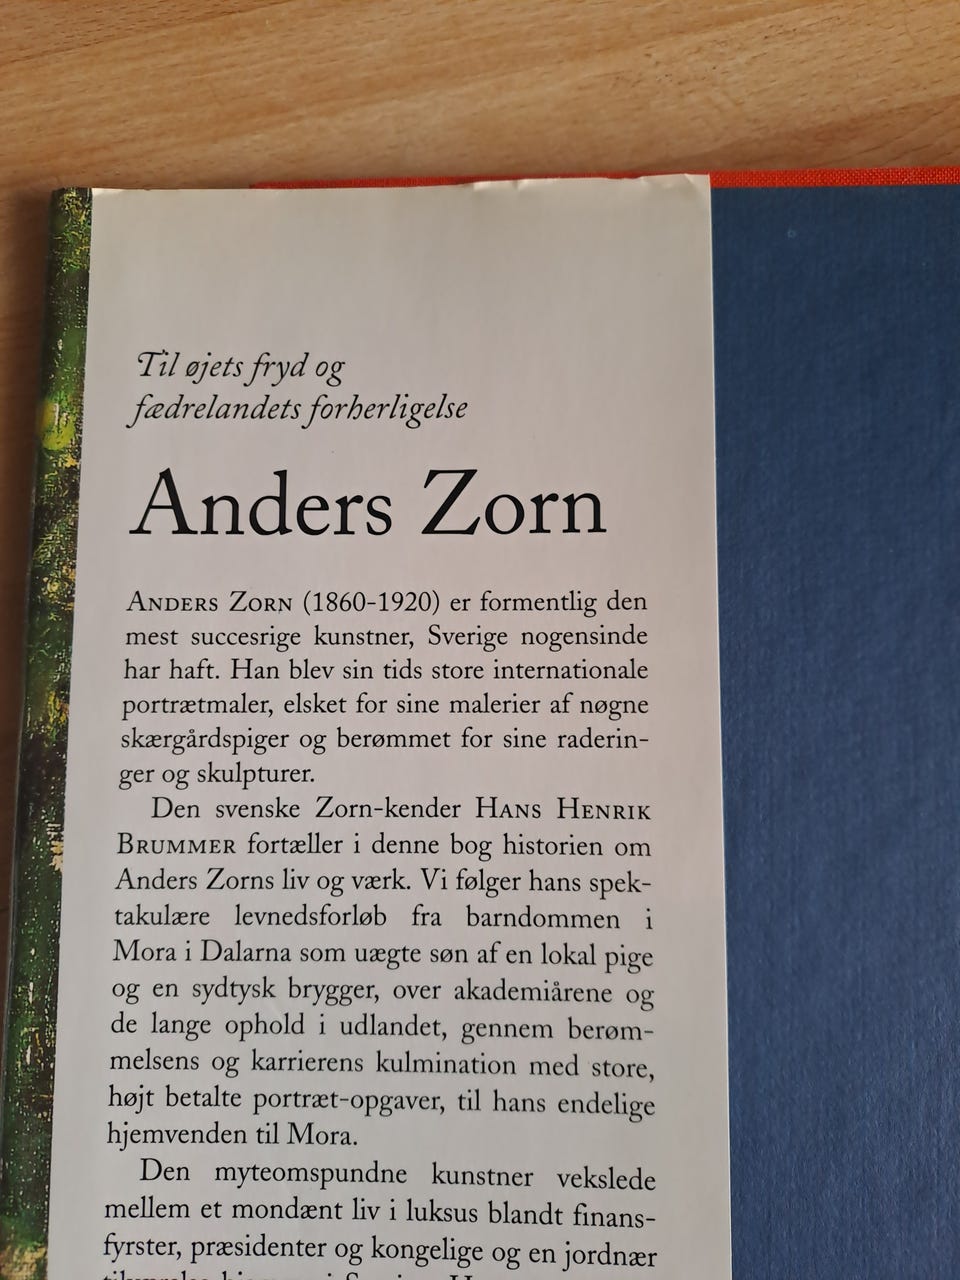 Til øjets fryd og
fædrelandets forherligelse
Anders Zorn
ANDERS ZORN (1860-1920) er formentlig den
mest succesrige kunstner, Sverige nogensinde
har haft. Han blev sin tids store internationale
portrætmaler, elsket for sine malerier af nøgne
skærgårdspiger og berømmet for sine raderin-
ger og skulpturer.
Den svenske Zorn-kender HANS HENRIK
BRUMMER fortæller i denne bog historien om
Anders Zorns liv og værk. Vi følger hans spek-
takulære levnedsforløb fra barndommen i
Mora i Dalarna som uægte søn af en lokal pige
og en sydtysk brygger, over akademiårene og
de lange ophold i udlandet, gennem berøm-
melsens og karrierens kulmination med store,
højt betalte portræt-opgaver, til hans endelige
hjemvenden til Mora.
Den myteomspundne kunstner vekslede
mellem et mondænt liv i luksus blandt finans-
fyrster, præsidenter og kongelige og en jordnær